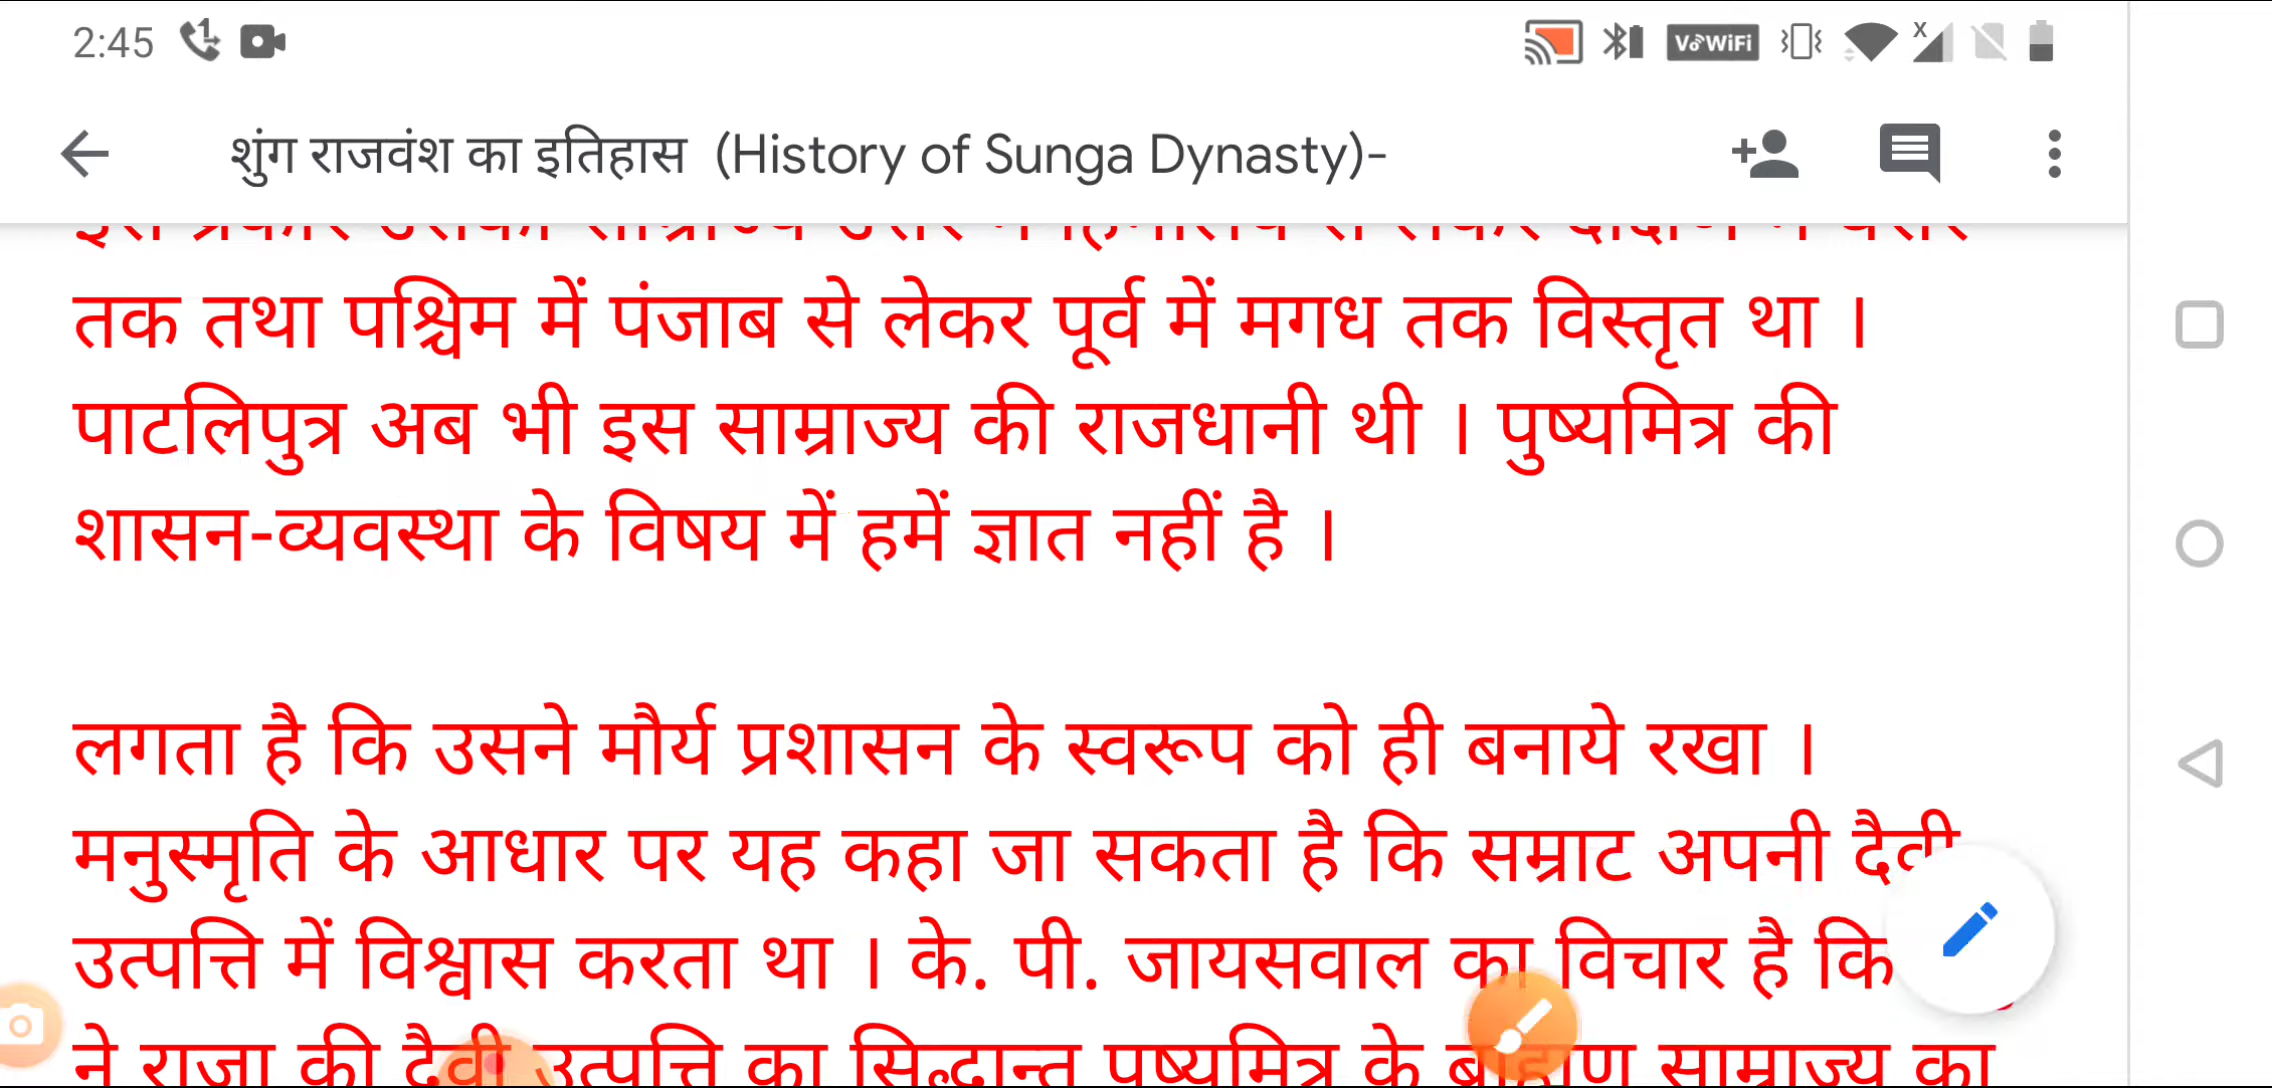 2:45
VoWiFi
शुंग राजवंश का इतिहास (History of Sunga Dynasty)-
तक तथा पश्चिम में पंजाब से लेकर पूर्व में मगध तक विस्तृत था ।
पाटलिपुत्र अब भी इस साम्राज्य की राजधानी थी । पुष्यमित्र की
शासन-व्यवस्था के विषय में हमें ज्ञात नहीं है ।
लगता है कि उसने मौर्य प्रशासन के स्वरूप को ही बनाये रखा ।
मनुस्मृति के आधार पर यह कहा जा सकता है कि सम्राट अपनी दैवी
उत्पत्ति में विश्वास करता था । के. पी. जायसवाल का विचार है कि
ने राजा की दैवी उत्पत्ति का सिद्धान्त पुष्यमित्र के ब्राह्मण साम्राज्य का